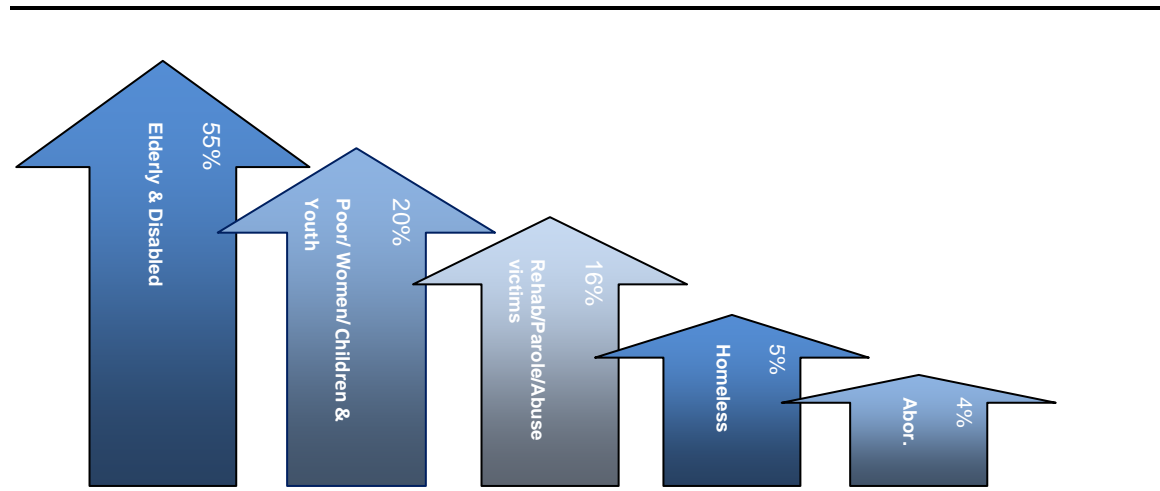 55%
Elderly & Disabled
20%
Poor/ Women/ Children &
Youth
16%
Rehab/Parole/Abuse
victims
5%
Homeless
4%
Abor.